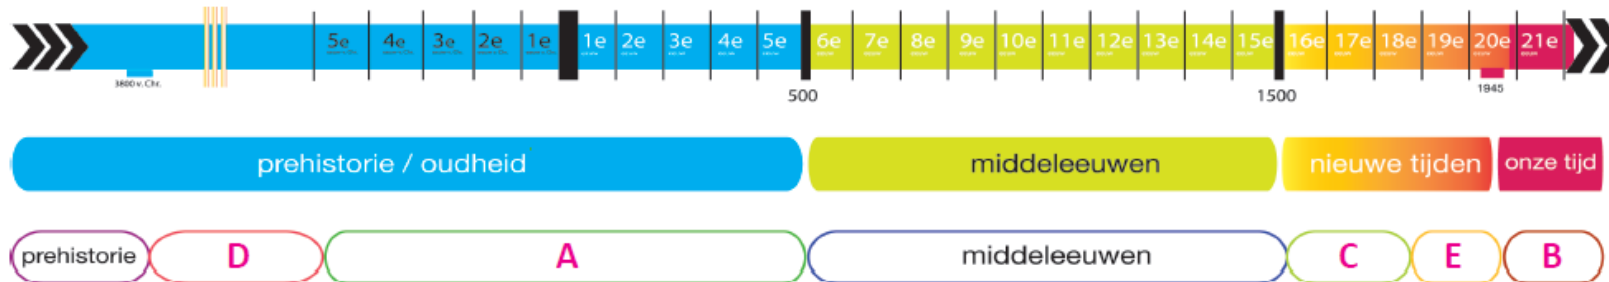 5e 4e 3e 2e 1e 1e 2e 3e 4e 5e 6e 7e 8e 9e 10e 11e 12e 13e 14e 15e 16e 17e 18e 19e 20e 21e
3800 v. Chr. 500 1500 1945
prehistorie / oudheid middeleeuwen nieuwe tijden onze tijd
prehistorie D A middeleeuwen C E B